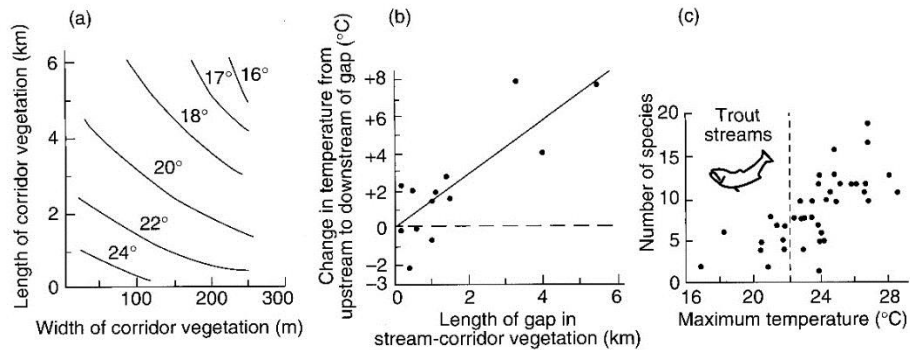 (a)
Length of corridor vegetation (km)
6
4
2
0
16°
17°
18°
20°
22°
24°
100
200
300
Width of corridor vegetation (m)
(b)
Change in temperature from
upstream to downstream of gap (°C)
+8
+6
+4
+2
0
−2
−3
0
2
4
6
Length of gap in
stream-corridor vegetation (km)
(c)
Number of species
20
15
10
5
0
Trout
streams
16
20
24
28
Maximum temperature (°C)